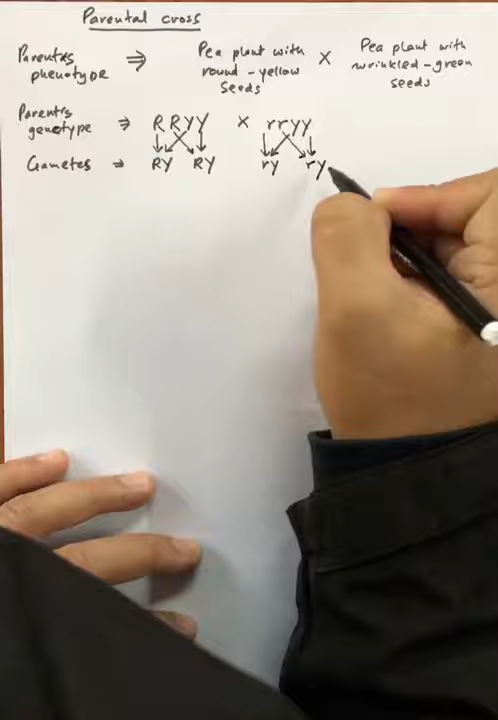 Parental cross
Parent's phenotype ⇒ Pea plant with round-yellow seeds × Pea plant with wrinkled-green seeds
Parent's genotype ⇒ RRYY × rryy
Gametes ⇒ RY RY ry ry